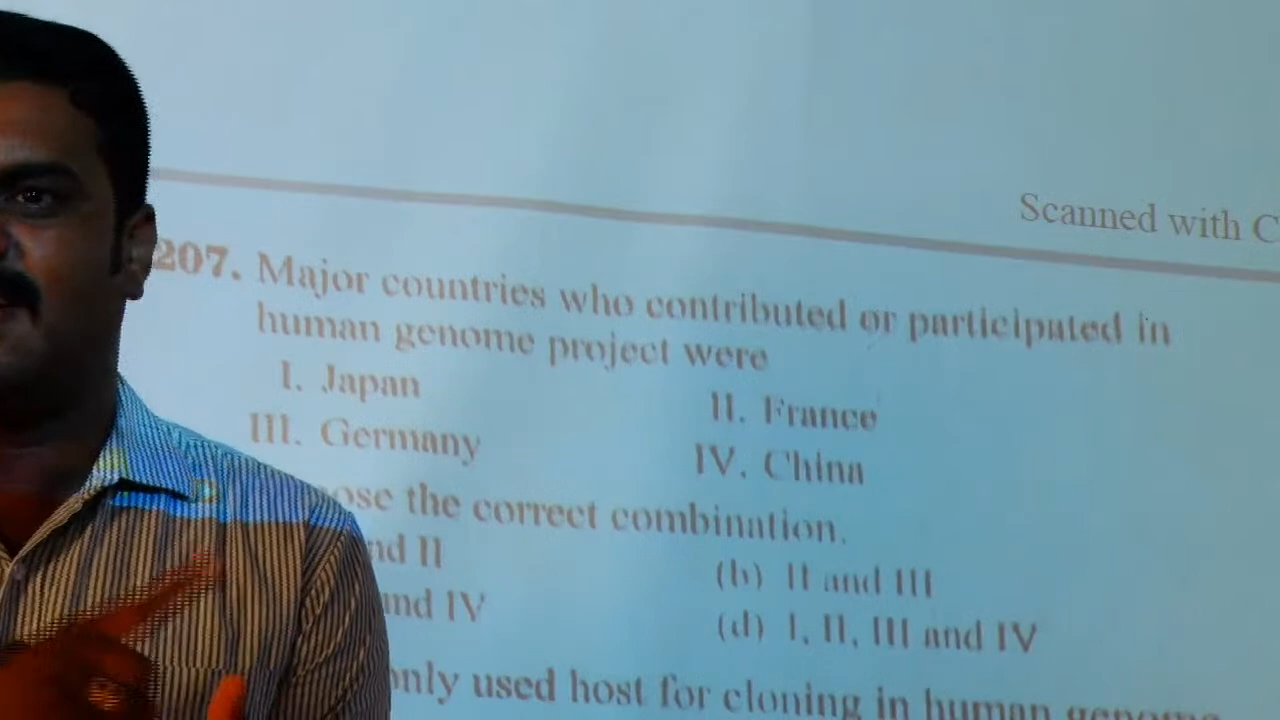 Scanned with C
207. Major countries who contributed or participated in
human genome project were
I. Japan
II. France
III. Germany
IV. China
ose the correct combination.
nd II
(b) II and III
and IV
(d) I, II, III and IV
only used host for cloning in human genome